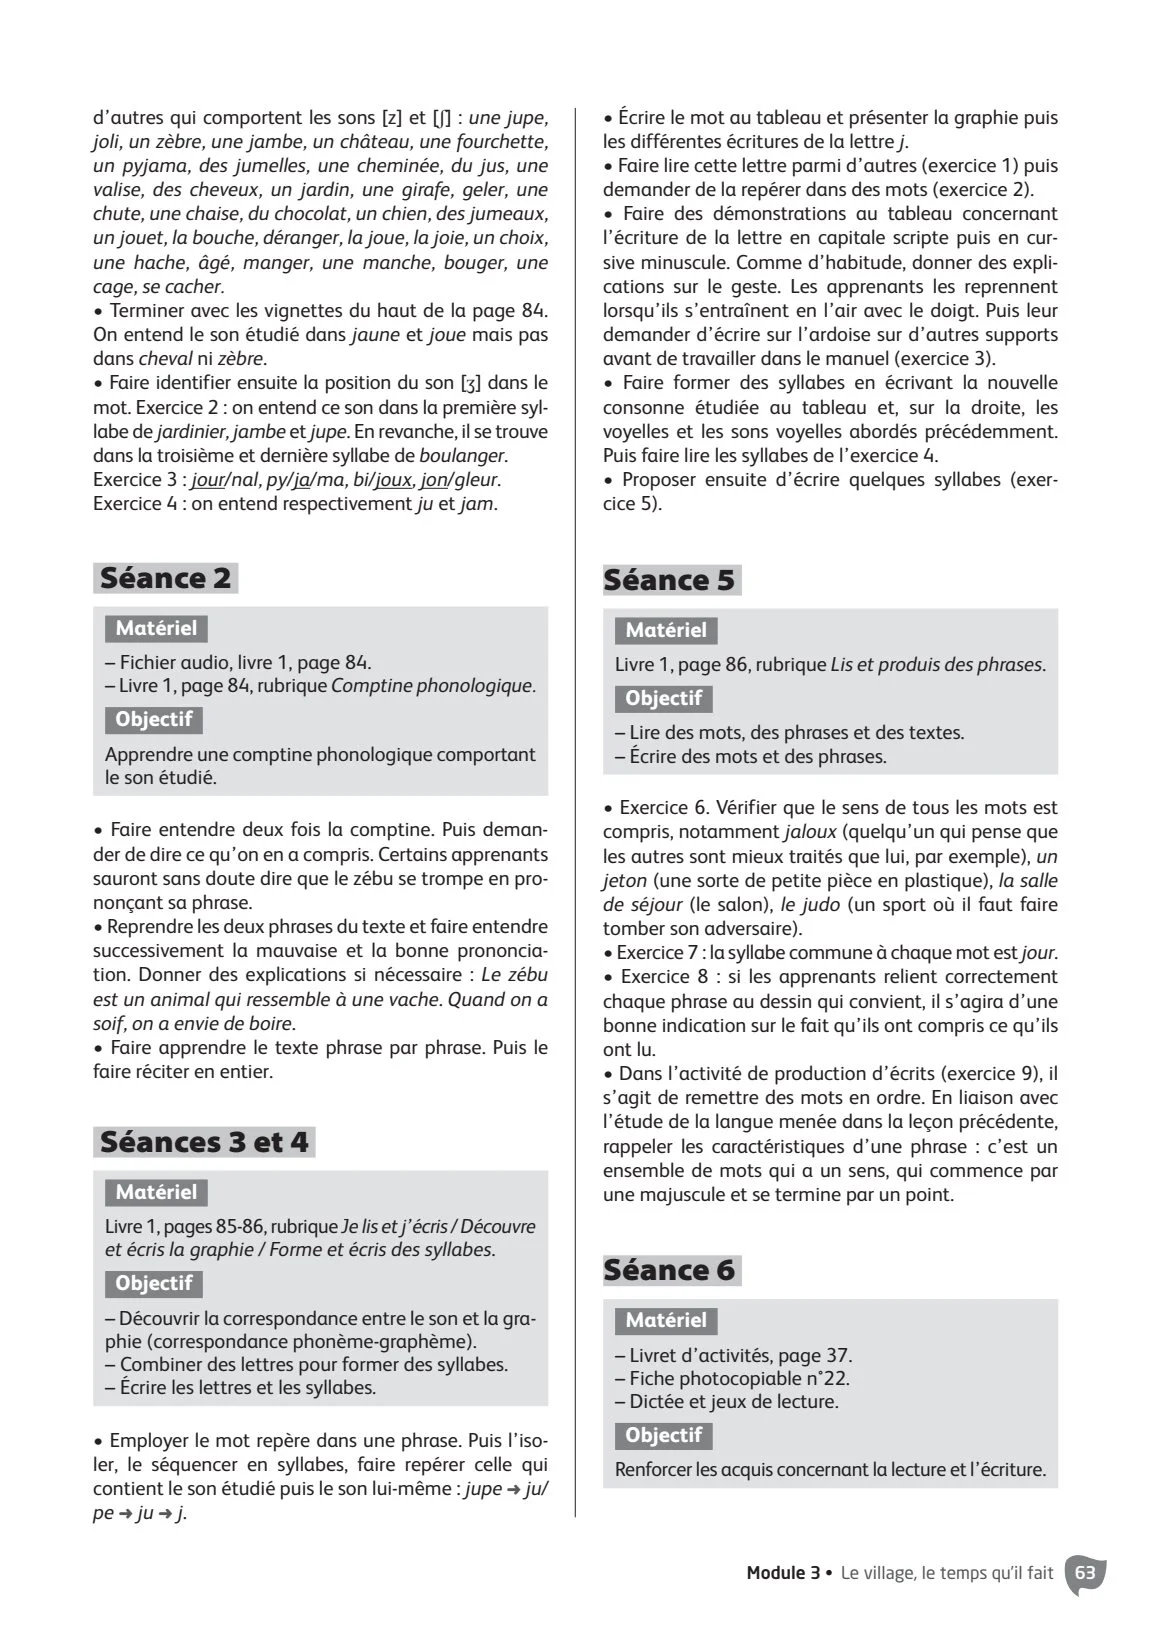 d’autres qui comportent les sons [z] et [ʃ] : une jupe,
joli, un zèbre, une jambe, un château, une fourchette,
un pyjama, des jumelles, une cheminée, du jus, une
valise, des cheveux, un jardin, une girafe, geler, une
chute, une chaise, du chocolat, un chien, des jumeaux,
un jouet, la bouche, déranger, la joue, la joie, un choix,
une hache, âgé, manger, une manche, bouger, une
cage, se cacher.
• Terminer avec les vignettes du haut de la page 84.
On entend le son étudié dans jaune et joue mais pas
dans cheval ni zèbre.
• Faire identifier ensuite la position du son [ʒ] dans le
mot. Exercice 2 : on entend ce son dans la première syl-
labe de jardinier, jambe et jupe. En revanche, il se trouve
dans la troisième et dernière syllabe de boulanger.
Exercice 3 : jour/nal, py/ja/ma, bi/joux, jon/gleur.
Exercice 4 : on entend respectivement ju et jam.
Séance 2
Matériel
– Fichier audio, livre 1, page 84.
– Livre 1, page 84, rubrique Comptine phonologique.
Objectif
Apprendre une comptine phonologique comportant
le son étudié.
• Faire entendre deux fois la comptine. Puis deman-
der de dire ce qu’on en a compris. Certains apprenants
sauront sans doute dire que le zébu se trompe en pro-
nonçant sa phrase.
• Reprendre les deux phrases du texte et faire entendre
successivement la mauvaise et la bonne prononcia-
tion. Donner des explications si nécessaire : Le zébu
est un animal qui ressemble à une vache. Quand on a
soif, on a envie de boire.
• Faire apprendre le texte phrase par phrase. Puis le
faire réciter en entier.
Séances 3 et 4
Matériel
Livre 1, pages 85-86, rubrique Je lis et j’écris / Découvre
et écris la graphie / Forme et écris des syllabes.
Objectif
– Découvrir la correspondance entre le son et la gra-
phie (correspondance phonème-graphème).
– Combiner des lettres pour former des syllabes.
– Écrire les lettres et les syllabes.
• Employer le mot repère dans une phrase. Puis l’iso-
ler, le séquencer en syllabes, faire repérer celle qui
contient le son étudié puis le son lui-même : jupe ➜ ju/
pe ➜ ju ➜ j.
• Écrire le mot au tableau et présenter la graphie puis
les différentes écritures de la lettre j.
• Faire lire cette lettre parmi d’autres (exercice 1) puis
demander de la repérer dans des mots (exercice 2).
• Faire des démonstrations au tableau concernant
l’écriture de la lettre en capitale scripte puis en cur-
sive minuscule. Comme d’habitude, donner des expli-
cations sur le geste. Les apprenants les reprennent
lorsqu’ils s’entraînent en l’air avec le doigt. Puis leur
demander d’écrire sur l’ardoise sur d’autres supports
avant de travailler dans le manuel (exercice 3).
• Faire former des syllabes en écrivant la nouvelle
consonne étudiée au tableau et, sur la droite, les
voyelles et les sons voyelles abordés précédemment.
Puis faire lire les syllabes de l’exercice 4.
• Proposer ensuite d’écrire quelques syllabes (exer-
cice 5).
Séance 5
Matériel
Livre 1, page 86, rubrique Lis et produis des phrases.
Objectif
– Lire des mots, des phrases et des textes.
– Écrire des mots et des phrases.
• Exercice 6. Vérifier que le sens de tous les mots est
compris, notamment jaloux (quelqu’un qui pense que
les autres sont mieux traités que lui, par exemple), un
jeton (une sorte de petite pièce en plastique), la salle
de séjour (le salon), le judo (un sport où il faut faire
tomber son adversaire).
• Exercice 7 : la syllabe commune à chaque mot est jour.
• Exercice 8 : si les apprenants relient correctement
chaque phrase au dessin qui convient, il s’agira d’une
bonne indication sur le fait qu’ils ont compris ce qu’ils
ont lu.
• Dans l’activité de production d’écrits (exercice 9), il
s’agit de remettre des mots en ordre. En liaison avec
l’étude de la langue menée dans la leçon précédente,
rappeler les caractéristiques d’une phrase : c’est un
ensemble de mots qui a un sens, qui commence par
une majuscule et se termine par un point.
Séance 6
Matériel
– Livret d’activités, page 37.
– Fiche photocopiable n°22.
– Dictée et jeux de lecture.
Objectif
Renforcer les acquis concernant la lecture et l’écriture.
Module 3 • Le village, le temps qu’il fait 63